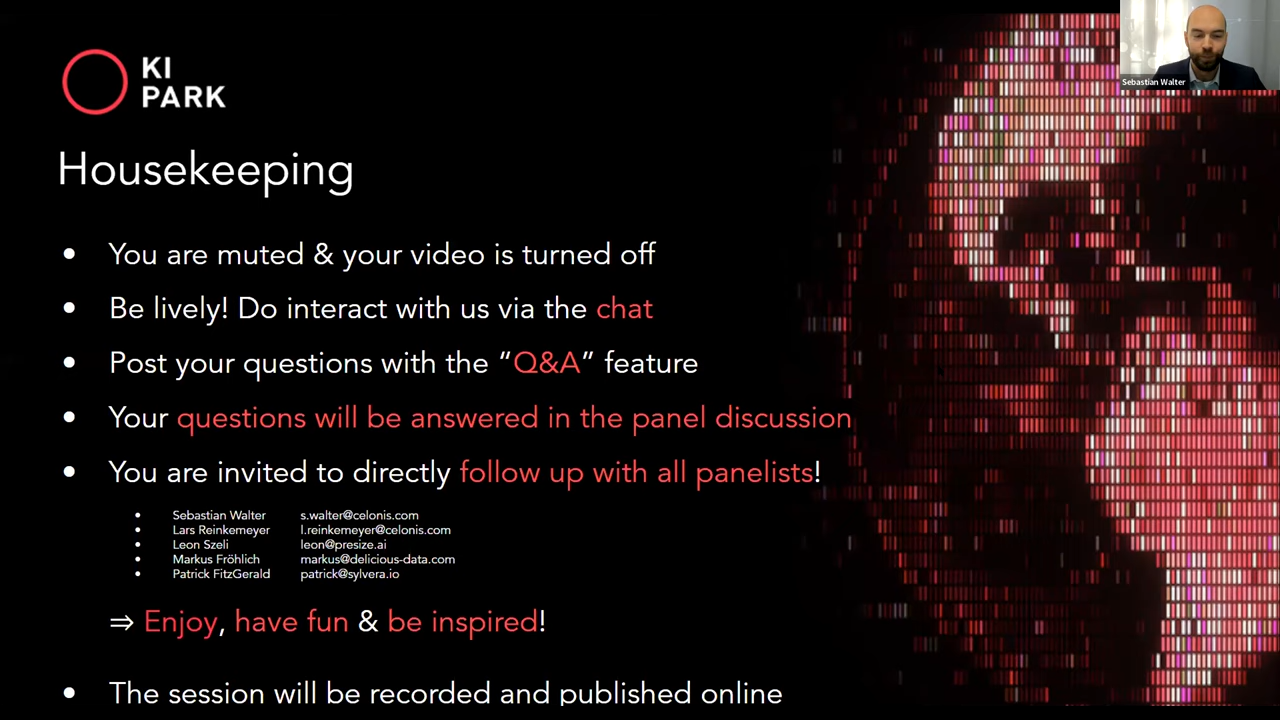 KI
PARK
Sebastian Walter
Housekeeping
• You are muted & your video is turned off
• Be lively! Do interact with us via the chat
• Post your questions with the “Q&A” feature
• Your questions will be answered in the panel discussion
• You are invited to directly follow up with all panelists!
• Sebastian Walter s.walter@celonis.com
• Lars Reinkemeyer l.reinkemeyer@celonis.com
• Leon Szeli leon@presize.ai
• Markus Fröhlich markus@delicious-data.com
• Patrick FitzGerald patrick@sylvera.io
⇒ Enjoy, have fun & be inspired!
• The session will be recorded and published online